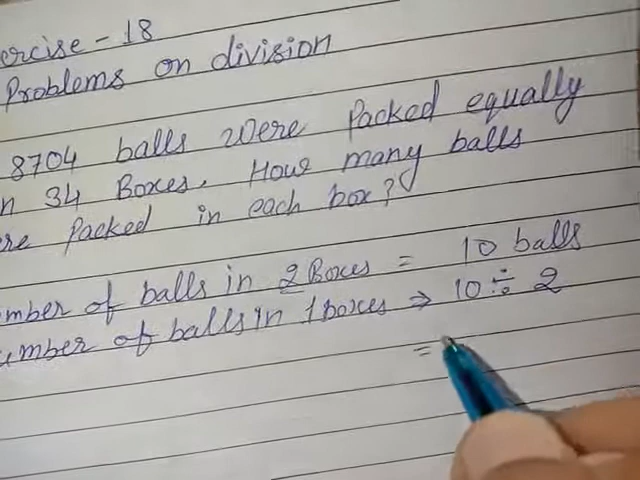 ercise - 18
Problems on division
8704 balls were Packed equally
n 34 Boxes. How many balls
re Packed in each box?
mber of balls in 2 Boxes = 10 balls
umber of balls in 1 boxes ⇒ 10 ÷ 2
=